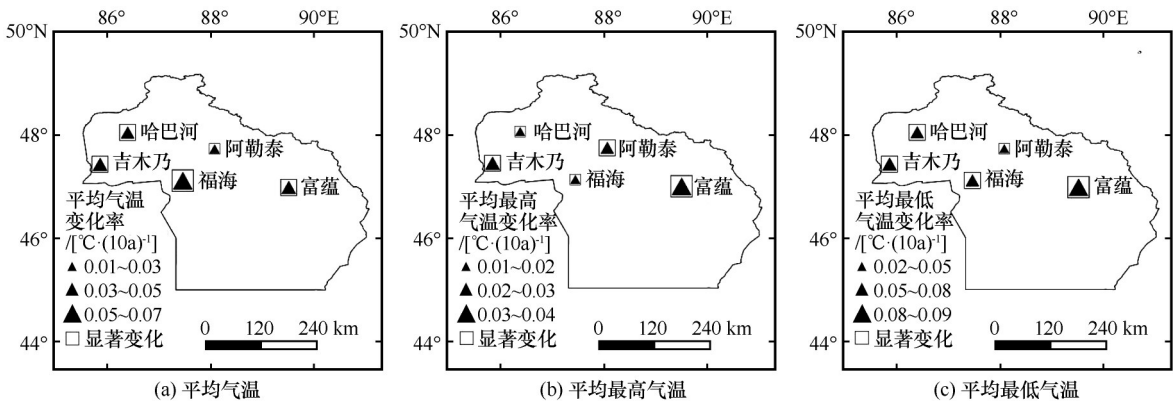 86° 88° 90°E
50°N
48°
46°
44°
哈巴河
阿勒泰
吉木乃
福海
富蕴
平均气温
变化率
/[℃·(10a)⁻¹]
0.01~0.03
0.03~0.05
0.05~0.07
显著变化
0 120 240 km
(a) 平均气温
86° 88° 90°E
50°N
48°
46°
44°
哈巴河
阿勒泰
吉木乃
福海
富蕴
平均最高
气温变化率
/[℃·(10a)⁻¹]
0.01~0.02
0.02~0.03
0.03~0.04
显著变化
0 120 240 km
(b) 平均最高气温
86° 88° 90°E
50°N
48°
46°
44°
哈巴河
阿勒泰
吉木乃
福海
富蕴
平均最低
气温变化率
/[℃·(10a)⁻¹]
0.02~0.05
0.05~0.08
0.08~0.09
显著变化
0 120 240 km
(c) 平均最低气温